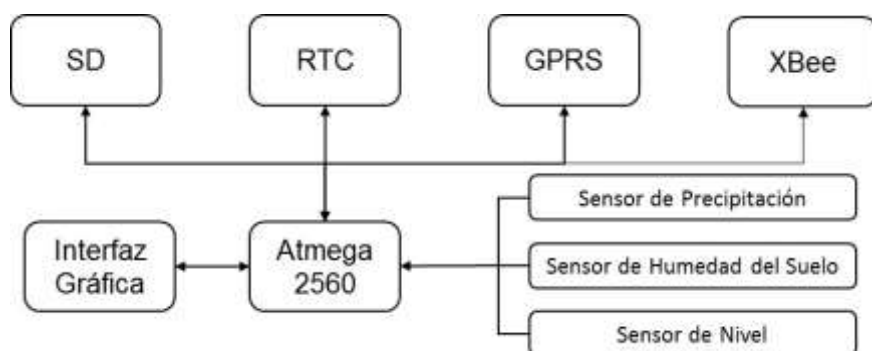 SD
RTC
GPRS
XBee
Interfaz
Gráfica
Atmega
2560
Sensor de Precipitación
Sensor de Humedad del Suelo
Sensor de Nivel